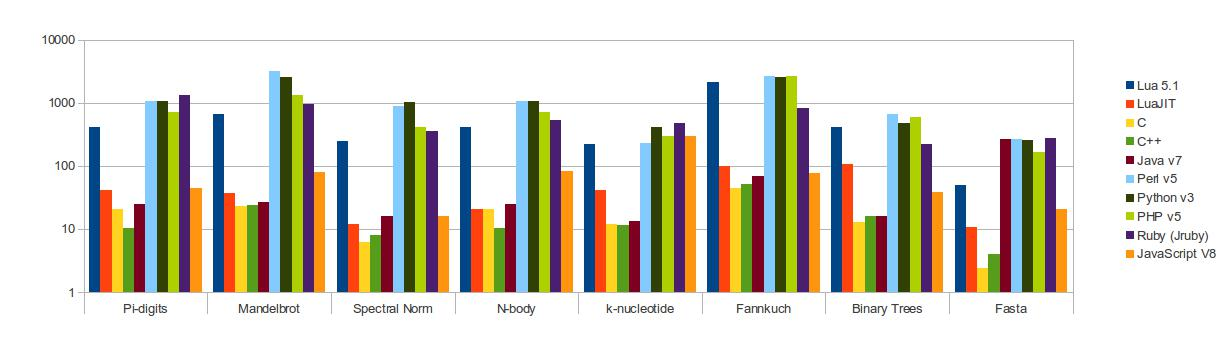 10000
1000
100
10
1
Pi-digits
Mandelbrot
Spectral Norm
N-body
k-nucleotide
Fannkuch
Binary Trees
Fasta
Lua 5.1
LuaJIT
C
C++
Java v7
Perl v5
Python v3
PHP v5
Ruby (Jruby)
JavaScript V8